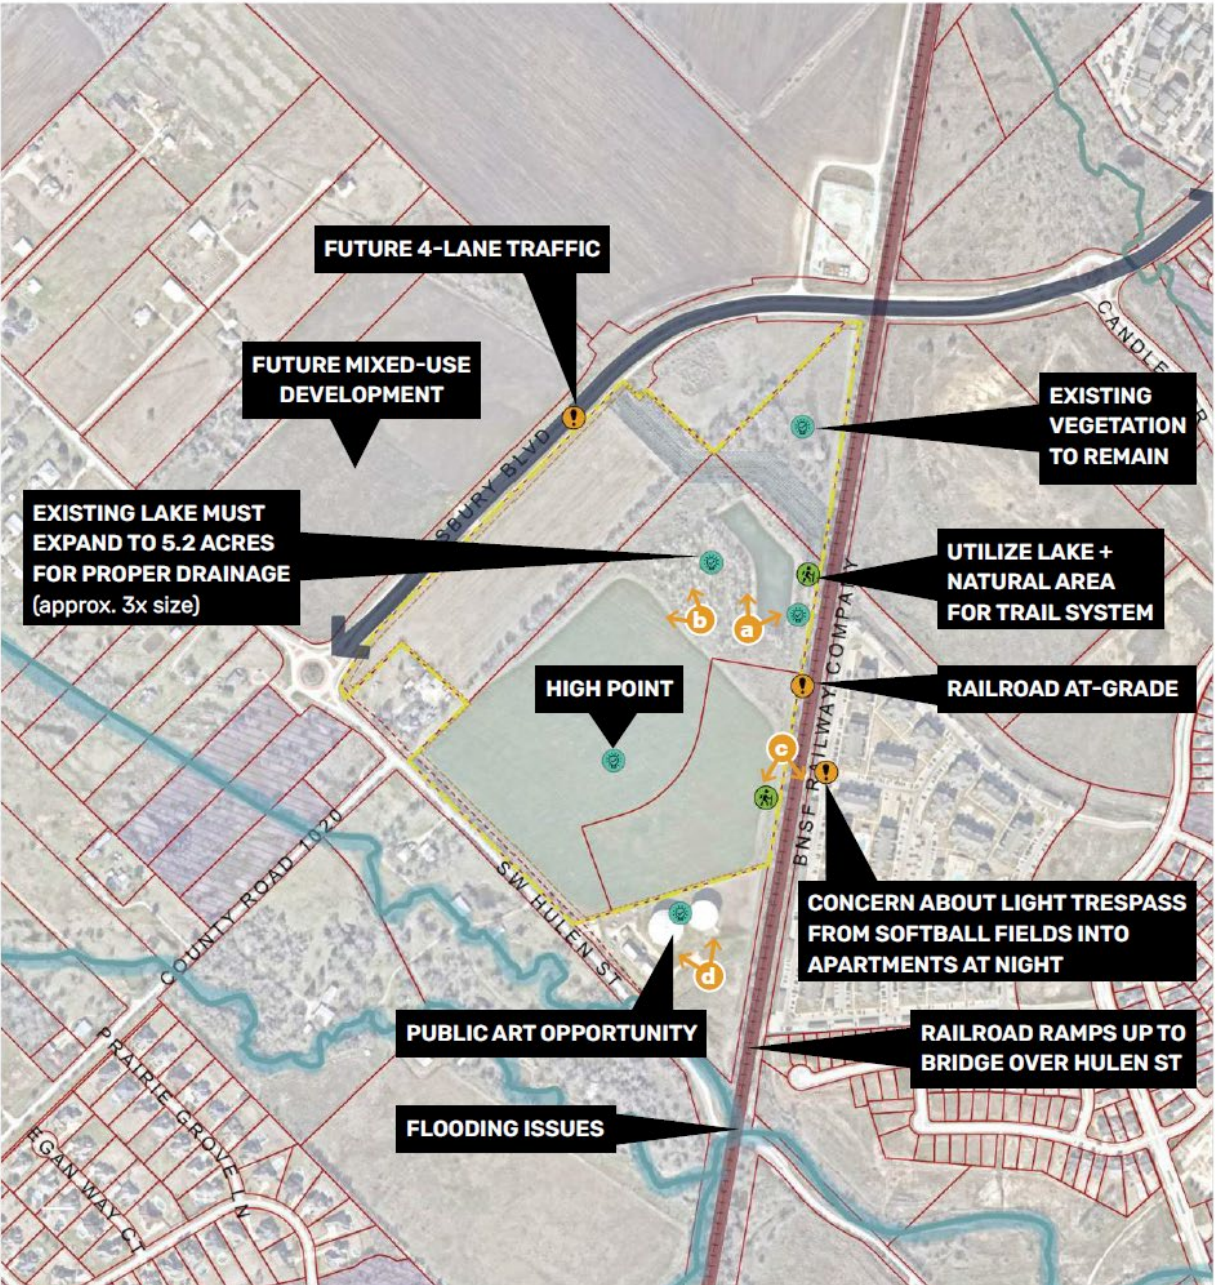 FUTURE 4-LANE TRAFFIC
CANDLE
R
FUTURE MIXED-USE
DEVELOPMENT
EXISTING
VEGETATION
TO REMAIN
SBURY BLVD
EXISTING LAKE MUST
EXPAND TO 5.2 ACRES
FOR PROPER DRAINAGE
(approx. 3x size)
UTILIZE LAKE +
NATURAL AREA
FOR TRAIL SYSTEM
b
a
HIGH POINT
RAILROAD AT-GRADE
BNSF RAILWAY COMPANY
c
COUNTY ROAD 1020
SW HULEN ST
CONCERN ABOUT LIGHT TRESPASS
FROM SOFTBALL FIELDS INTO
APARTMENTS AT NIGHT
d
PUBLIC ART OPPORTUNITY
RAILROAD RAMPS UP TO
BRIDGE OVER HULEN ST
PRAIRIE GROVE LN
FLOODING ISSUES
EGAN WAY CT